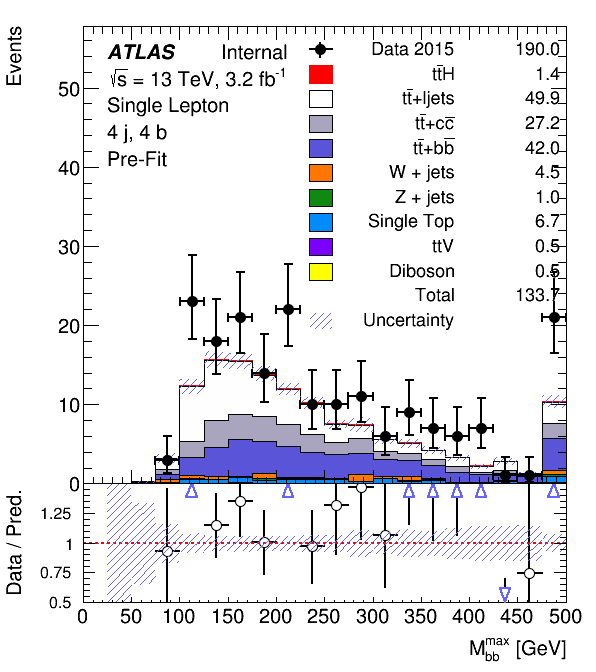 Events
ATLAS Internal
√s = 13 TeV, 3.2 fb⁻¹
Single Lepton
4 j, 4 b
Pre-Fit
Data 2015 190.0
tt̄H 1.4
tt̄+ljets 49.9
tt̄+cc̄ 27.2
tt̄+bb̄ 42.0
W + jets 4.5
Z + jets 1.0
Single Top 6.7
ttV 0.5
Diboson 0.5
Total 133.7
Uncertainty
50
40
30
20
10
0
Data / Pred.
1.25
1
0.75
0.5
0 50 100 150 200 250 300 350 400 450 500
M_bb^max [GeV]